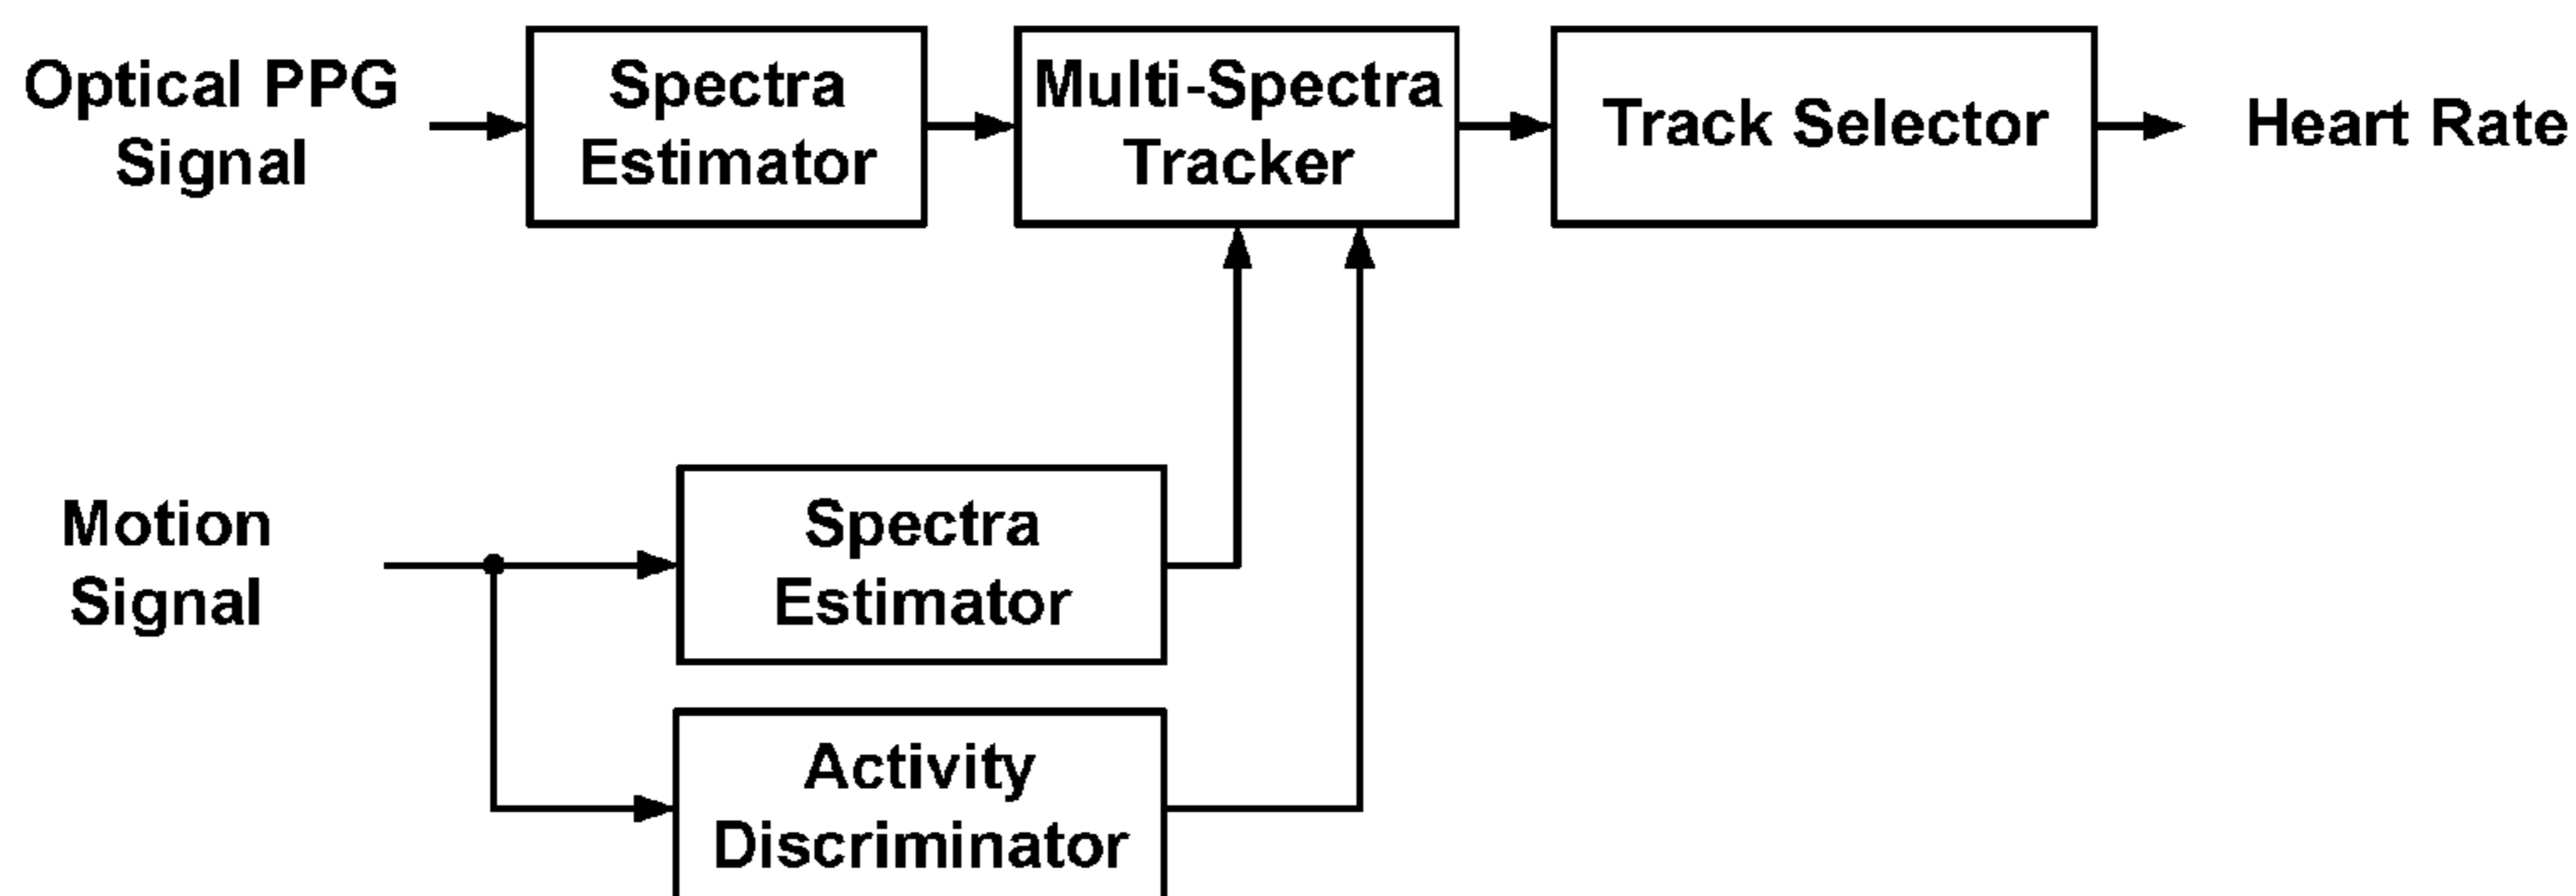 Optical PPG
Signal
Spectra
Estimator
Multi-Spectra
Tracker
Track Selector
Heart Rate
Motion
Signal
Spectra
Estimator
Activity
Discriminator